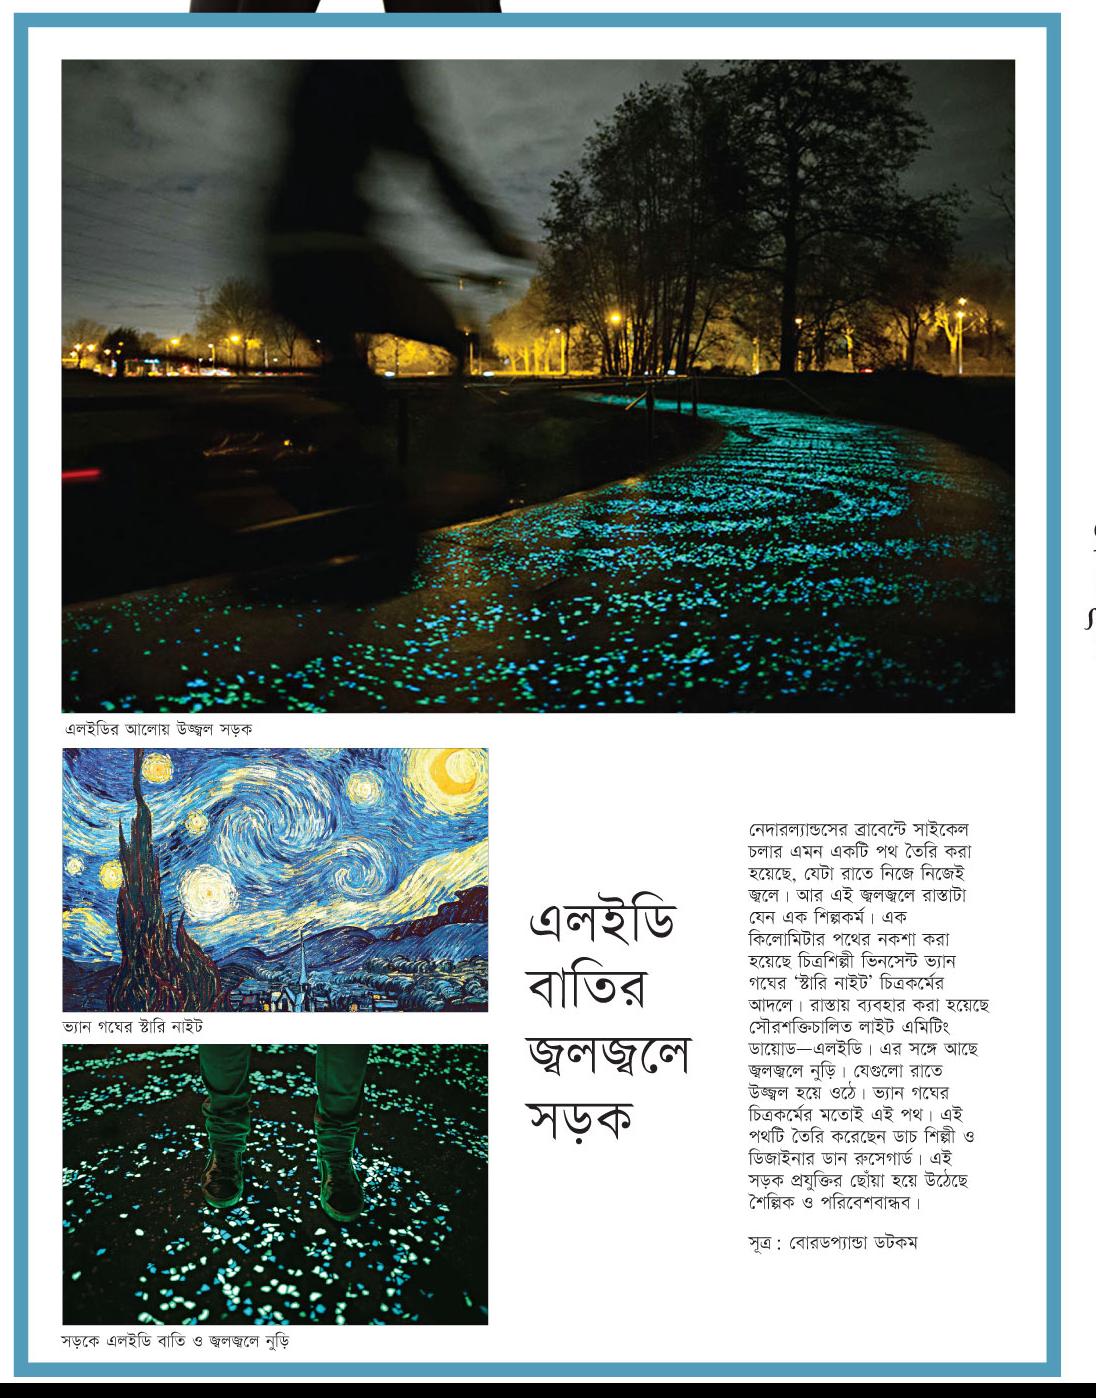 এলইডির আলোয় উজ্জ্বল সড়ক
ভ্যান গঘের স্টারি নাইট
সড়কে এলইডি বাতি ও জ্বলজ্বলে নুড়ি
এলইডি
বাতির
জ্বলজ্বলে
সড়ক
নেদারল্যান্ডসের ব্রাবেন্টে সাইকেল
চলার এমন একটি পথ তৈরি করা
হয়েছে, যেটা রাতে নিজে নিজেই
জ্বলে। আর এই জ্বলজ্বলে রাস্তাটা
যেন এক শিল্পকর্ম। এক
কিলোমিটার পথের নকশা করা
হয়েছে চিত্রশিল্পী ভিনসেন্ট ভ্যান
গঘের ‘স্টারি নাইট’ চিত্রকর্মের
আদলে। রাস্তায় ব্যবহার করা হয়েছে
সৌরশক্তিচালিত লাইট এমিটিং
ডায়োড—এলইডি। এর সঙ্গে আছে
জ্বলজ্বলে নুড়ি। যেগুলো রাতে
উজ্জ্বল হয়ে ওঠে। ভ্যান গঘের
চিত্রকর্মের মতোই এই পথ। এই
পথটি তৈরি করেছেন ডাচ শিল্পী ও
ডিজাইনার ডান রুসেগার্ড। এই
সড়ক প্রযুক্তির ছোঁয়া হয়ে উঠেছে
শৈল্পিক ও পরিবেশবান্ধব।
সূত্র : বোরডপ্যান্ডা ডটকম